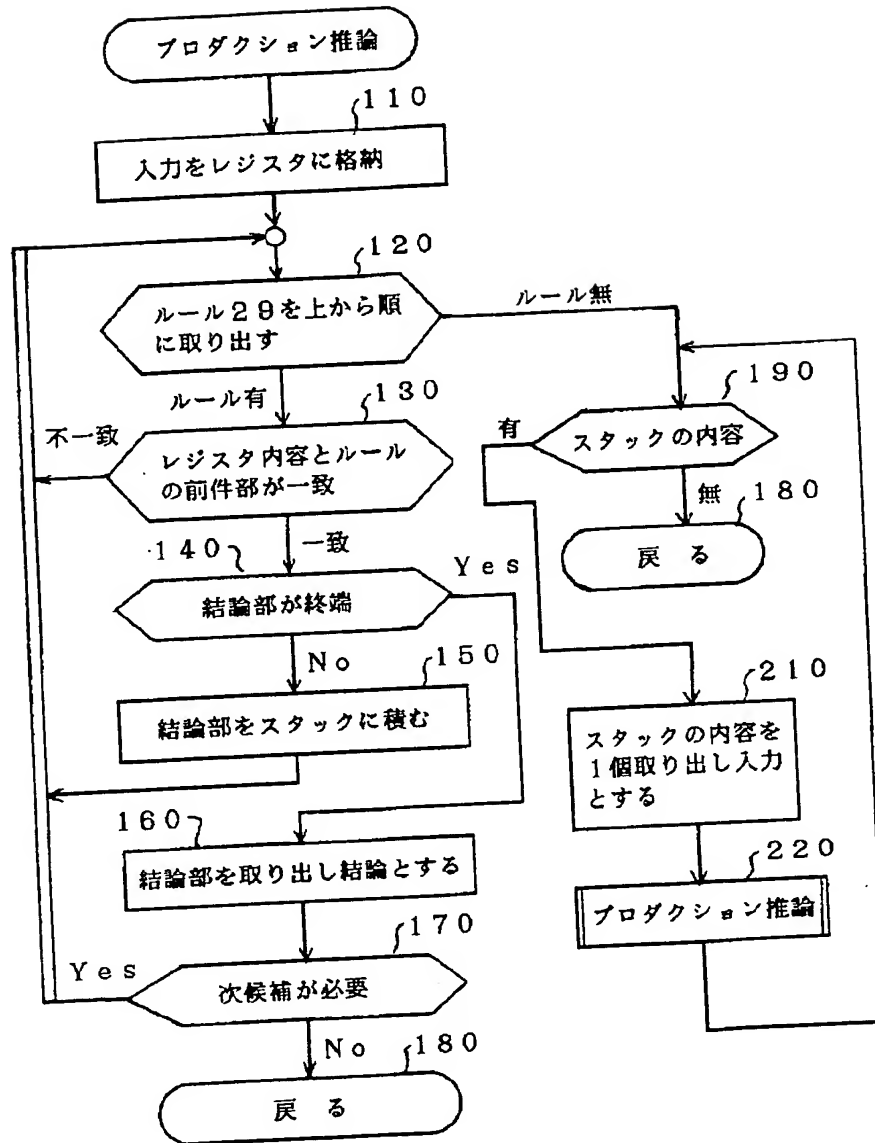 プロダクション推論
110
入力をレジスタに格納
120
ルール29を上から順
に取り出す
ルール無
ルール有
130
不一致
レジスタ内容とルール
の前件部が一致
一致
140
Yes
結論部が終端
No
150
結論部をスタックに積む
160
結論部を取り出し結論とする
170
Yes
次候補が必要
No
180
戻る
190
有
スタックの内容
無
180
戻る
210
スタックの内容を
1個取り出し入力
とする
220
プロダクション推論